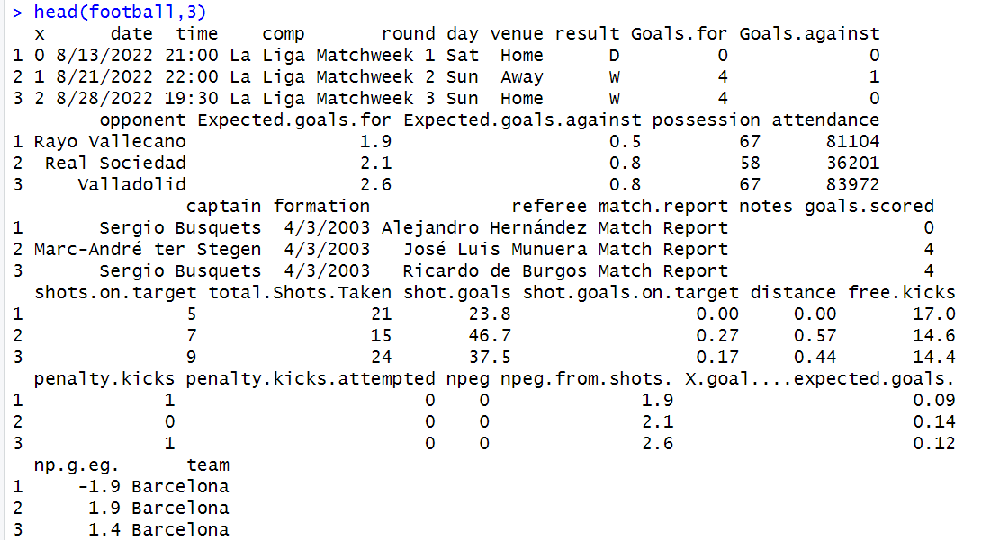 > head(football,3)
  x      date  time    comp       round day venue result Goals.for Goals.against
1 0 8/13/2022 21:00 La Liga Matchweek 1 Sat  Home      D         0             0
2 1 8/21/2022 22:00 La Liga Matchweek 2 Sun  Away      W         4             1
3 2 8/28/2022 19:30 La Liga Matchweek 3 Sun  Home      W         4             0
        opponent Expected.goals.for Expected.goals.against possession attendance
1 Rayo Vallecano                1.9                    0.5         67      81104
2  Real Sociedad                2.1                    0.8         58      36201
3     Valladolid                2.6                    0.8         67      83972
                captain formation             referee match.report notes goals.scored
1       Sergio Busquets  4/3/2003 Alejandro Hernández Match Report                  0
2 Marc-André ter Stegen  4/3/2003   José Luis Munuera Match Report                  4
3       Sergio Busquets  4/3/2003   Ricardo de Burgos Match Report                  4
  shots.on.target total.Shots.Taken shot.goals shot.goals.on.target distance free.kicks
1               5                21       23.8                 0.00     0.00       17.0
2               7                15       46.7                 0.27     0.57       14.6
3               9                24       37.5                 0.17     0.44       14.4
  penalty.kicks penalty.kicks.attempted npeg npeg.from.shots. X.goal....expected.goals.
1             1                       0    0              1.9                      0.09
2             0                       0    0              2.1                      0.14
3             1                       0    0              2.6                      0.12
  np.g.eg.      team
1     -1.9 Barcelona
2      1.9 Barcelona
3      1.4 Barcelona